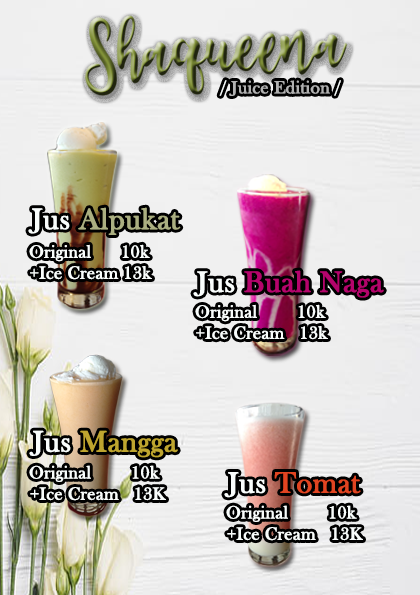 Shaqueena
/Juice Edition/
Jus Alpukat
Original 10k
+Ice Cream 13k
Jus Buah Naga
Original 10k
+Ice Cream 13k
Jus Mangga
Original 10k
+Ice Cream 13K
Jus Tomat
Original 10k
+Ice Cream 13K